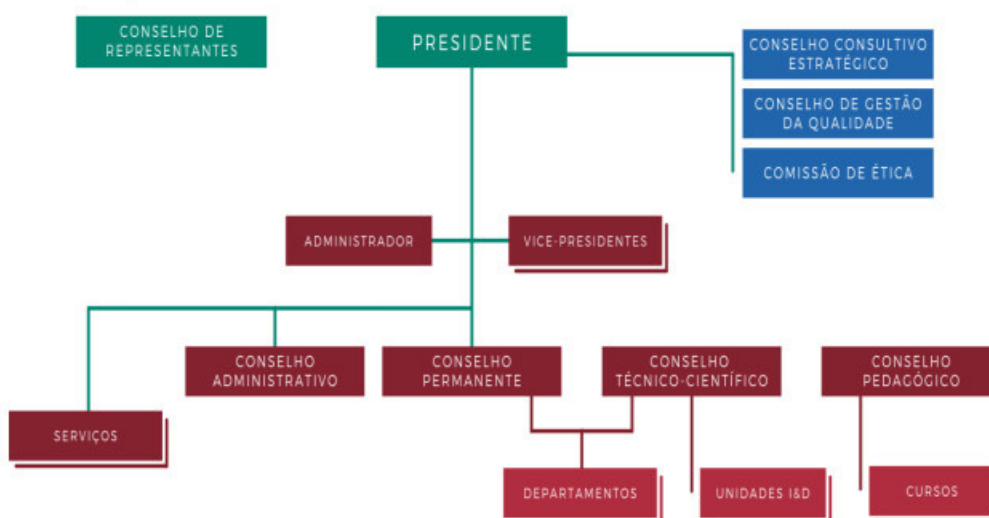 CONSELHO DE
REPRESENTANTES
PRESIDENTE
CONSELHO CONSULTIVO
ESTRATÉGICO
CONSELHO DE GESTÃO
DA QUALIDADE
COMISSÃO DE ÉTICA
ADMINISTRADOR
VICE-PRESIDENTES
CONSELHO
ADMINISTRATIVO
CONSELHO
PERMANENTE
CONSELHO
TÉCNICO-CIENTÍFICO
CONSELHO
PEDAGÓGICO
SERVIÇOS
DEPARTAMENTOS
UNIDADES I&D
CURSOS